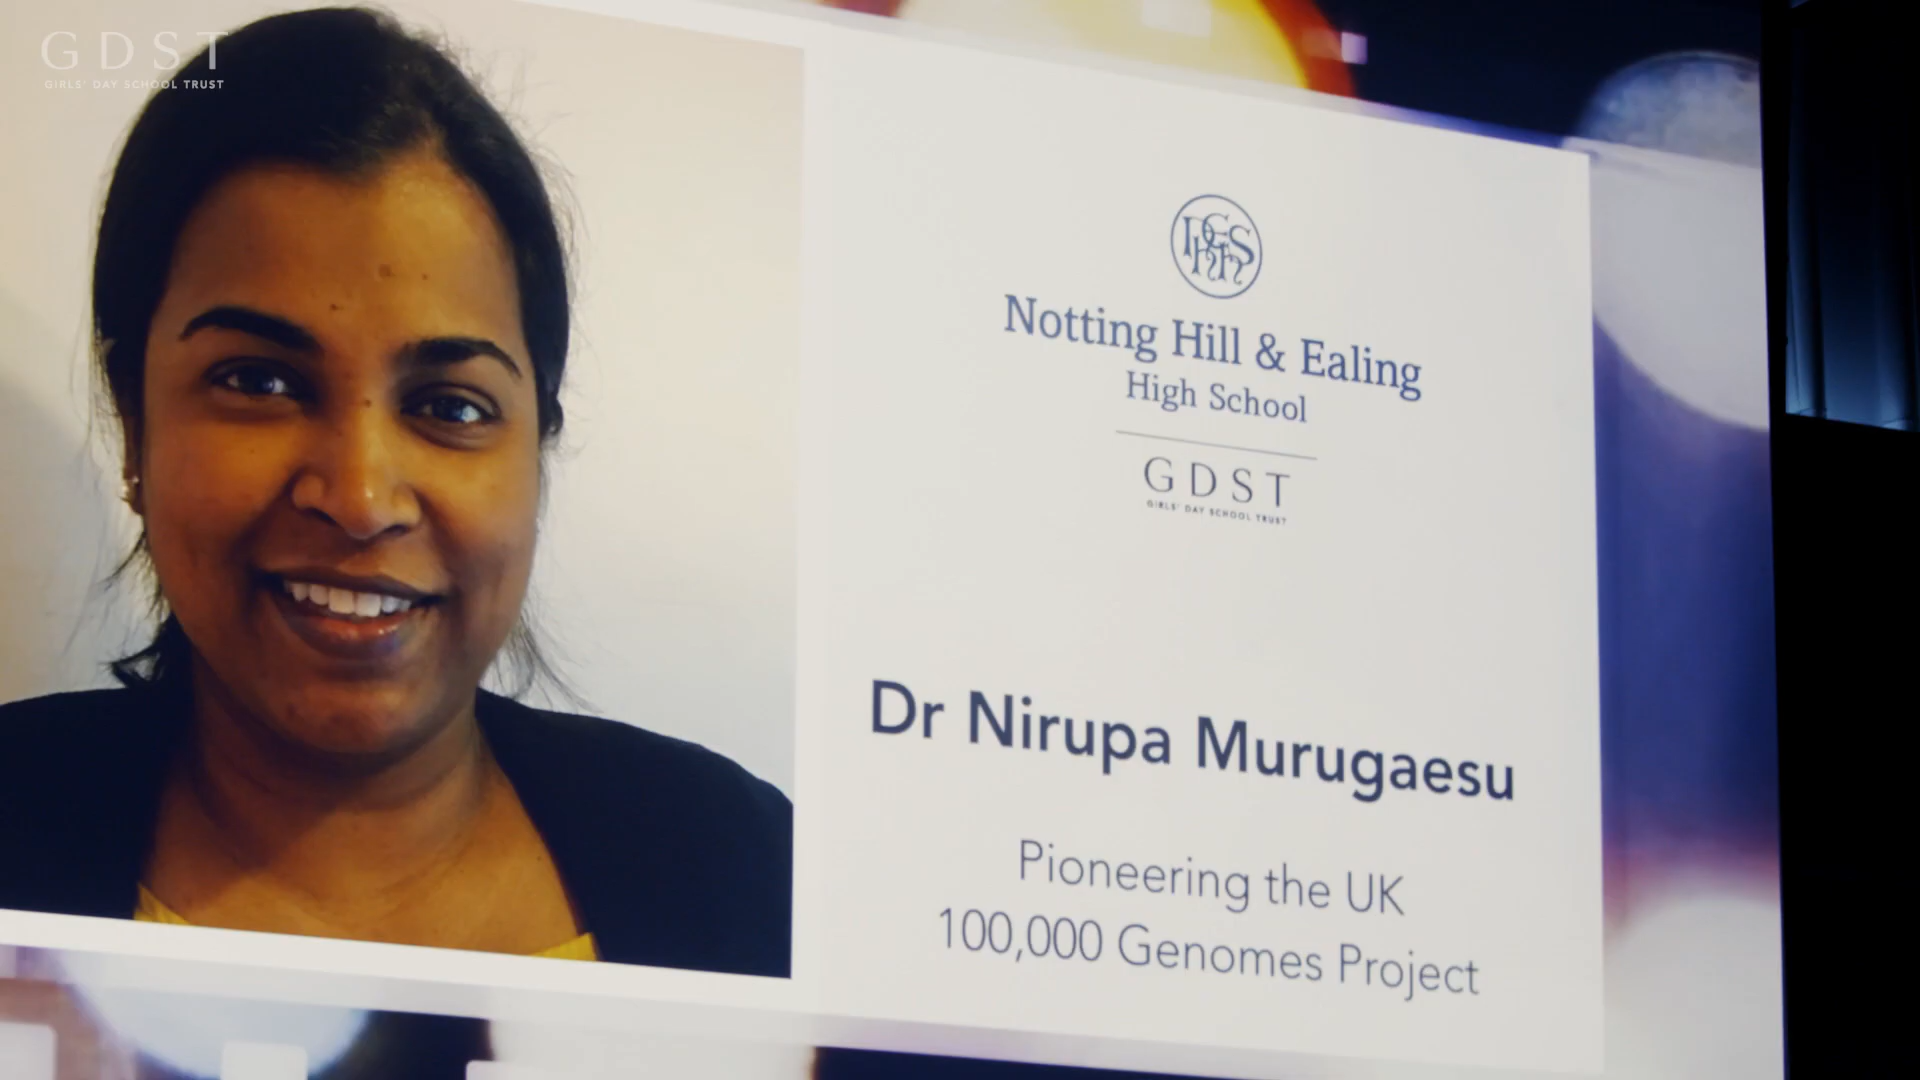 GDST
GIRLS' DAY SCHOOL TRUST
Notting Hill & Ealing
High School
GDST
GIRLS' DAY SCHOOL TRUST
Dr Nirupa Murugaesu
Pioneering the UK
100,000 Genomes Project